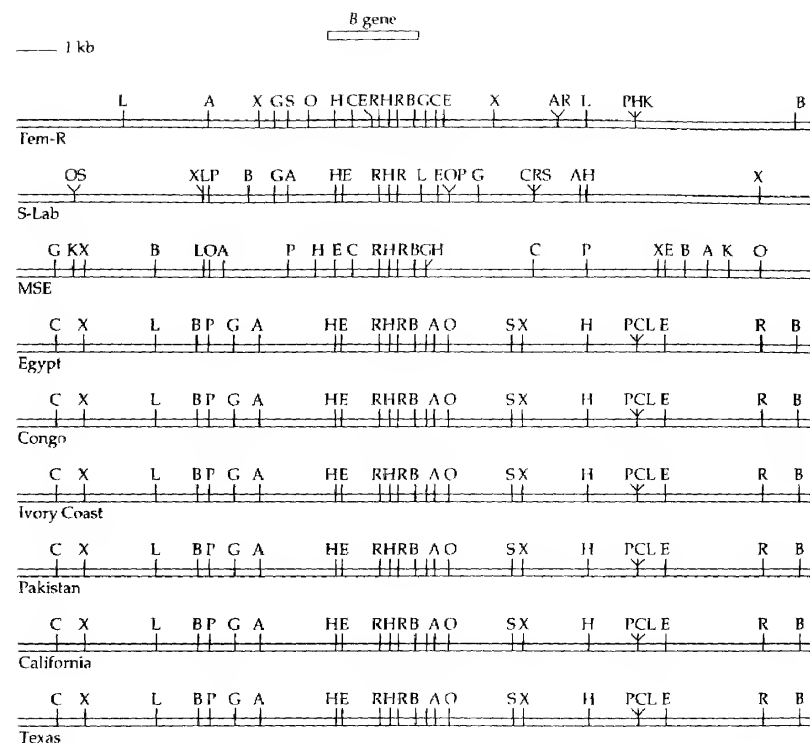 B gene
1 kb
L A X G S O H C E R H R B G C E X A R L P H K B
Tem-R
O S X L P B G A H E R H R L E O P G C R S A H X
S-Lab
G K X B L O A P H E C R H R B G H C P X E B A K O
MSE
C X L B P G A H E R H R B A O S X H P C L E R B
Egypt
C X L B P G A H E R H R B A O S X H P C L E R B
Congo
C X L B P G A H E R H R B A O S X H P C L E R B
Ivory Coast
C X L B P G A H E R H R B A O S X H P C L E R B
Pakistan
C X L B P G A H E R H R B A O S X H P C L E R B
California
C X L B P G A H E R H R B A O S X H P C L E R B
Texas